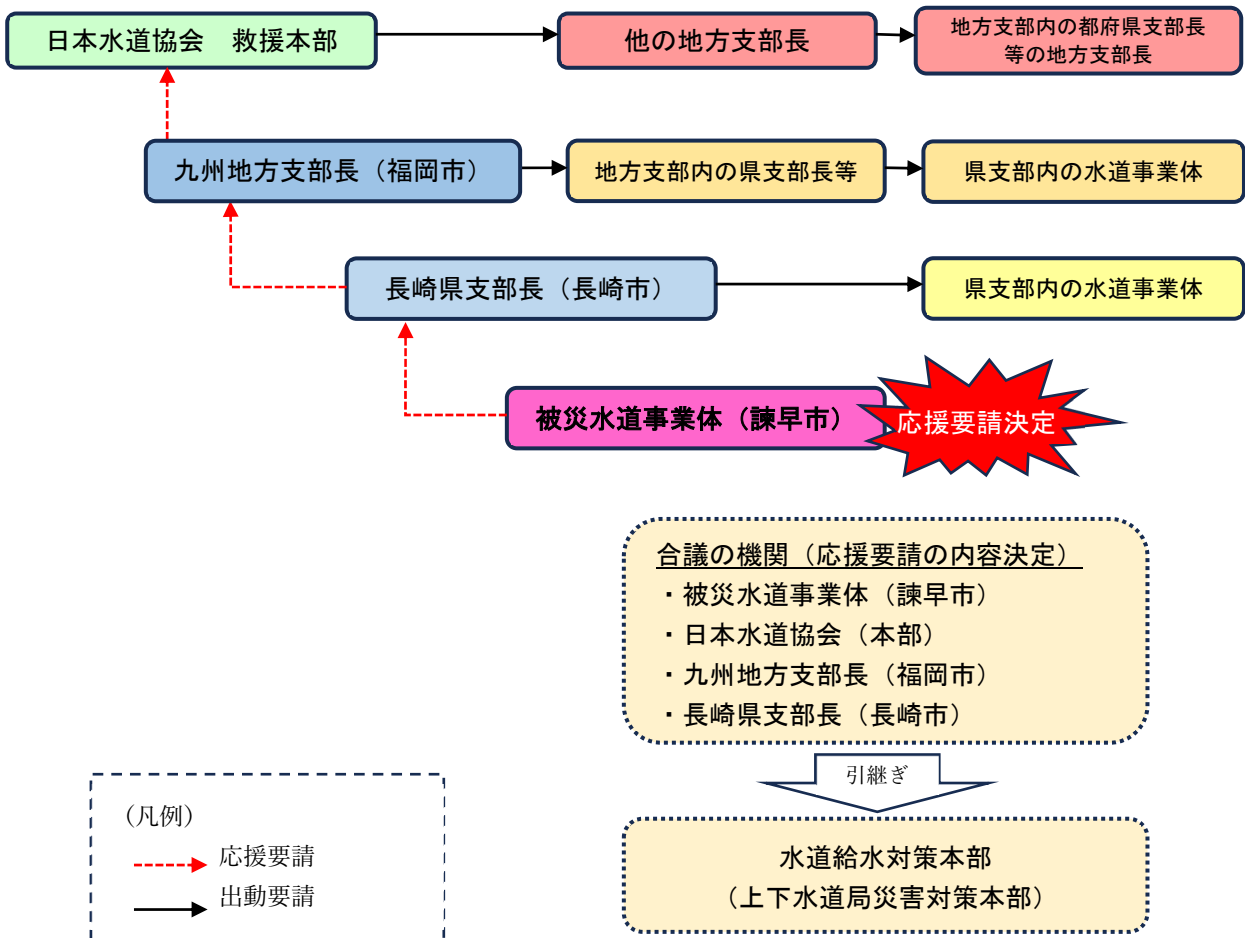 日本水道協会　救援本部
他の地方支部長
地方支部内の都府県支部長
等の地方支部長
九州地方支部長（福岡市）
地方支部内の県支部長等
県支部内の水道事業体
長崎県支部長（長崎市）
県支部内の水道事業体
被災水道事業体（諫早市）
応援要請決定
合議の機関（応援要請の内容決定）
・被災水道事業体（諫早市）
・日本水道協会（本部）
・九州地方支部長（福岡市）
・長崎県支部長（長崎市）
引継ぎ
水道給水対策本部
（上下水道局災害対策本部）
（凡例）
応援要請
出動要請